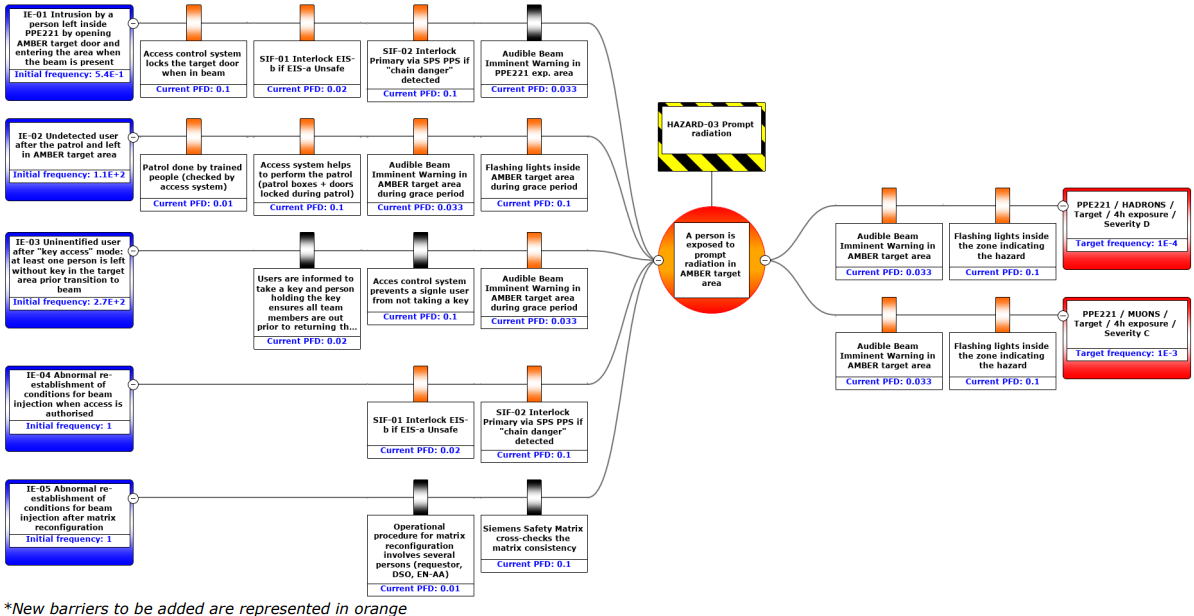 IE-01 Intrusion by a
person left inside
PPE221 by opening
AMBER target door and
entering the area when
the beam is present
Initial frequency: 5.4E-1
Access control system
locks the target door
when in beam
Current PFD: 0.1
SIF-01 Interlock EIS-
b if EIS-a Unsafe
Current PFD: 0.02
SIF-02 Interlock
Primary via SPS PPS if
"chain danger"
detected
Current PFD: 0.1
Audible Beam
Imminent Warning in
PPE221 exp. area
Current PFD: 0.033
IE-02 Undetected user
after the patrol and left
in AMBER target area
Initial frequency: 1.1E+2
Patrol done by trained
people (checked by
access system)
Current PFD: 0.01
Access system helps
to perform the patrol
(patrol boxes + doors
locked during patrol)
Current PFD: 0.1
Audible Beam
Imminent Warning in
AMBER target area
during grace period
Current PFD: 0.033
Flashing lights inside
AMBER target area
during grace period
Current PFD: 0.1
IE-03 Uninentified user
after "key access" mode:
at least one person is left
without key in the target
area prior transition to
beam
Initial frequency: 2.7E+2
Users are informed to
take a key and person
holding the key
ensures all team
members are out
prior to returning th...
Current PFD: 0.02
Acces control system
prevents a signle user
from not taking a key
Current PFD: 0.1
Audible Beam
Imminent Warning in
AMBER target area
during grace period
Current PFD: 0.033
IE-04 Abnormal re-
establishment of
conditions for beam
injection when access is
authorised
Initial frequency: 1
SIF-01 Interlock EIS-
b if EIS-a Unsafe
Current PFD: 0.02
SIF-02 Interlock
Primary via SPS PPS if
"chain danger"
detected
Current PFD: 0.1
IE-05 Abnormal re-
establishment of
conditions for beam
injection after matrix
reconfiguration
Initial frequency: 1
Operational
procedure for matrix
reconfiguration
involves several
persons (requestor,
DSO, EN-AA)
Current PFD: 0.01
Siemens Safety Matrix
cross-checks the
matrix consistency
Current PFD: 0.1
HAZARD-03 Prompt
radiation
A person is
exposed to
prompt
radiation in
AMBER target
area
Audible Beam
Imminent Warning in
AMBER target area
Current PFD: 0.033
Flashing lights inside
the zone indicating
the hazard
Current PFD: 0.1
PPE221 / HADRONS /
Target / 4h exposure /
Severity D
Target frequency: 1E-4
Audible Beam
Imminent Warning in
AMBER target area
Current PFD: 0.033
Flashing lights inside
the zone indicating
the hazard
Current PFD: 0.1
PPE221 / MUONS /
Target / 4h exposure /
Severity C
Target frequency: 1E-3
*New barriers to be added are represented in orange